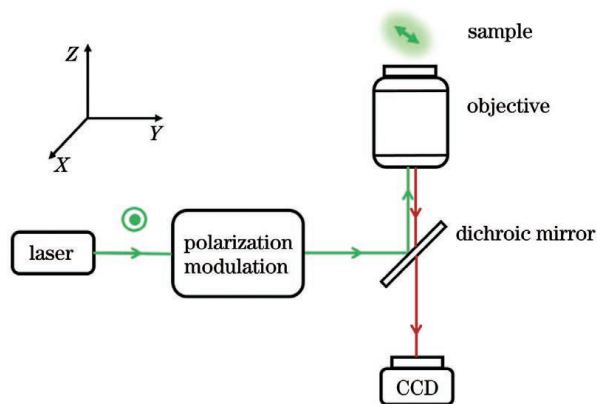 sample
Z
objective
Y
X
dichroic mirror
laser
polarization
modulation
CCD